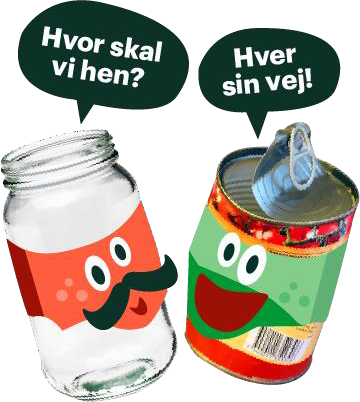 Hvor skal
vi hen?
Hver
sin vej!